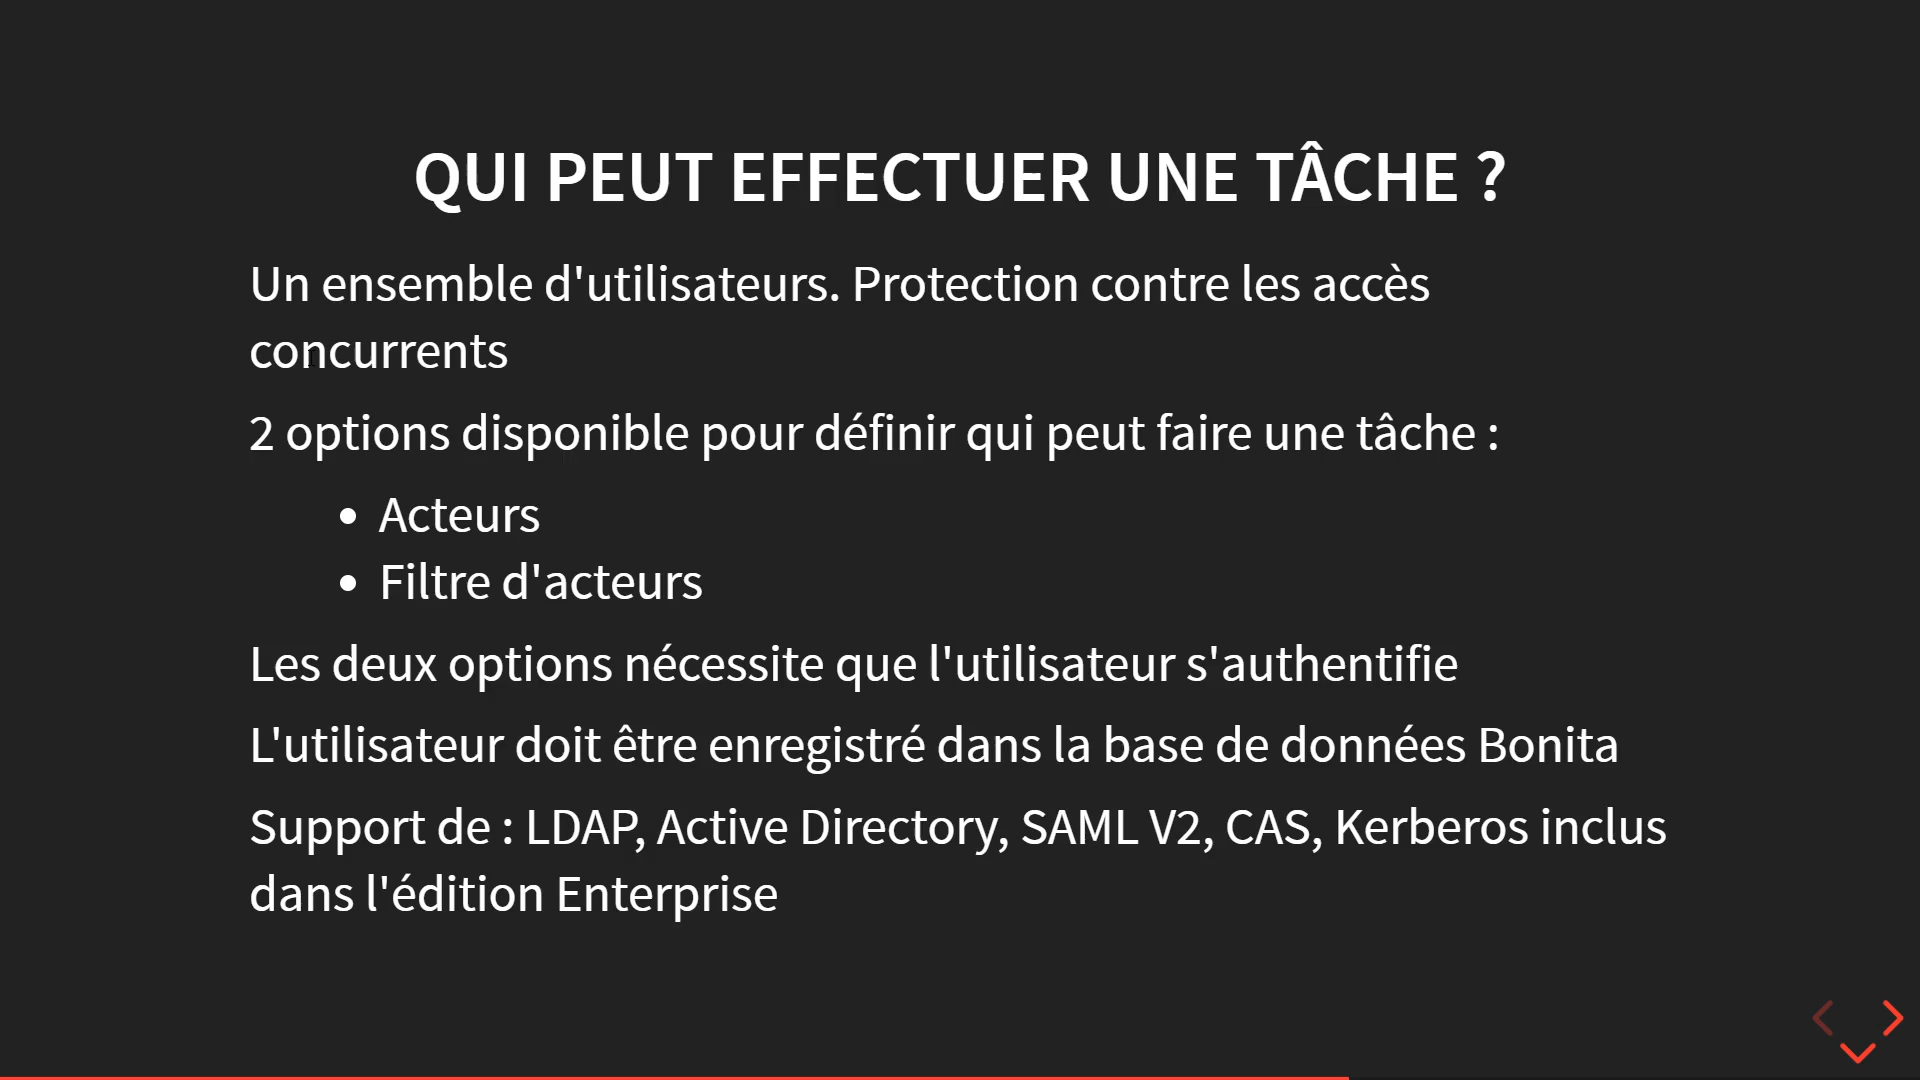 QUI PEUT EFFECTUER UNE TÂCHE ?
Un ensemble d'utilisateurs. Protection contre les accès
concurrents
2 options disponible pour définir qui peut faire une tâche :
• Acteurs
• Filtre d'acteurs
Les deux options nécessite que l'utilisateur s'authentifie
L'utilisateur doit être enregistré dans la base de données Bonita
Support de : LDAP, Active Directory, SAML V2, CAS, Kerberos inclus
dans l'édition Enterprise